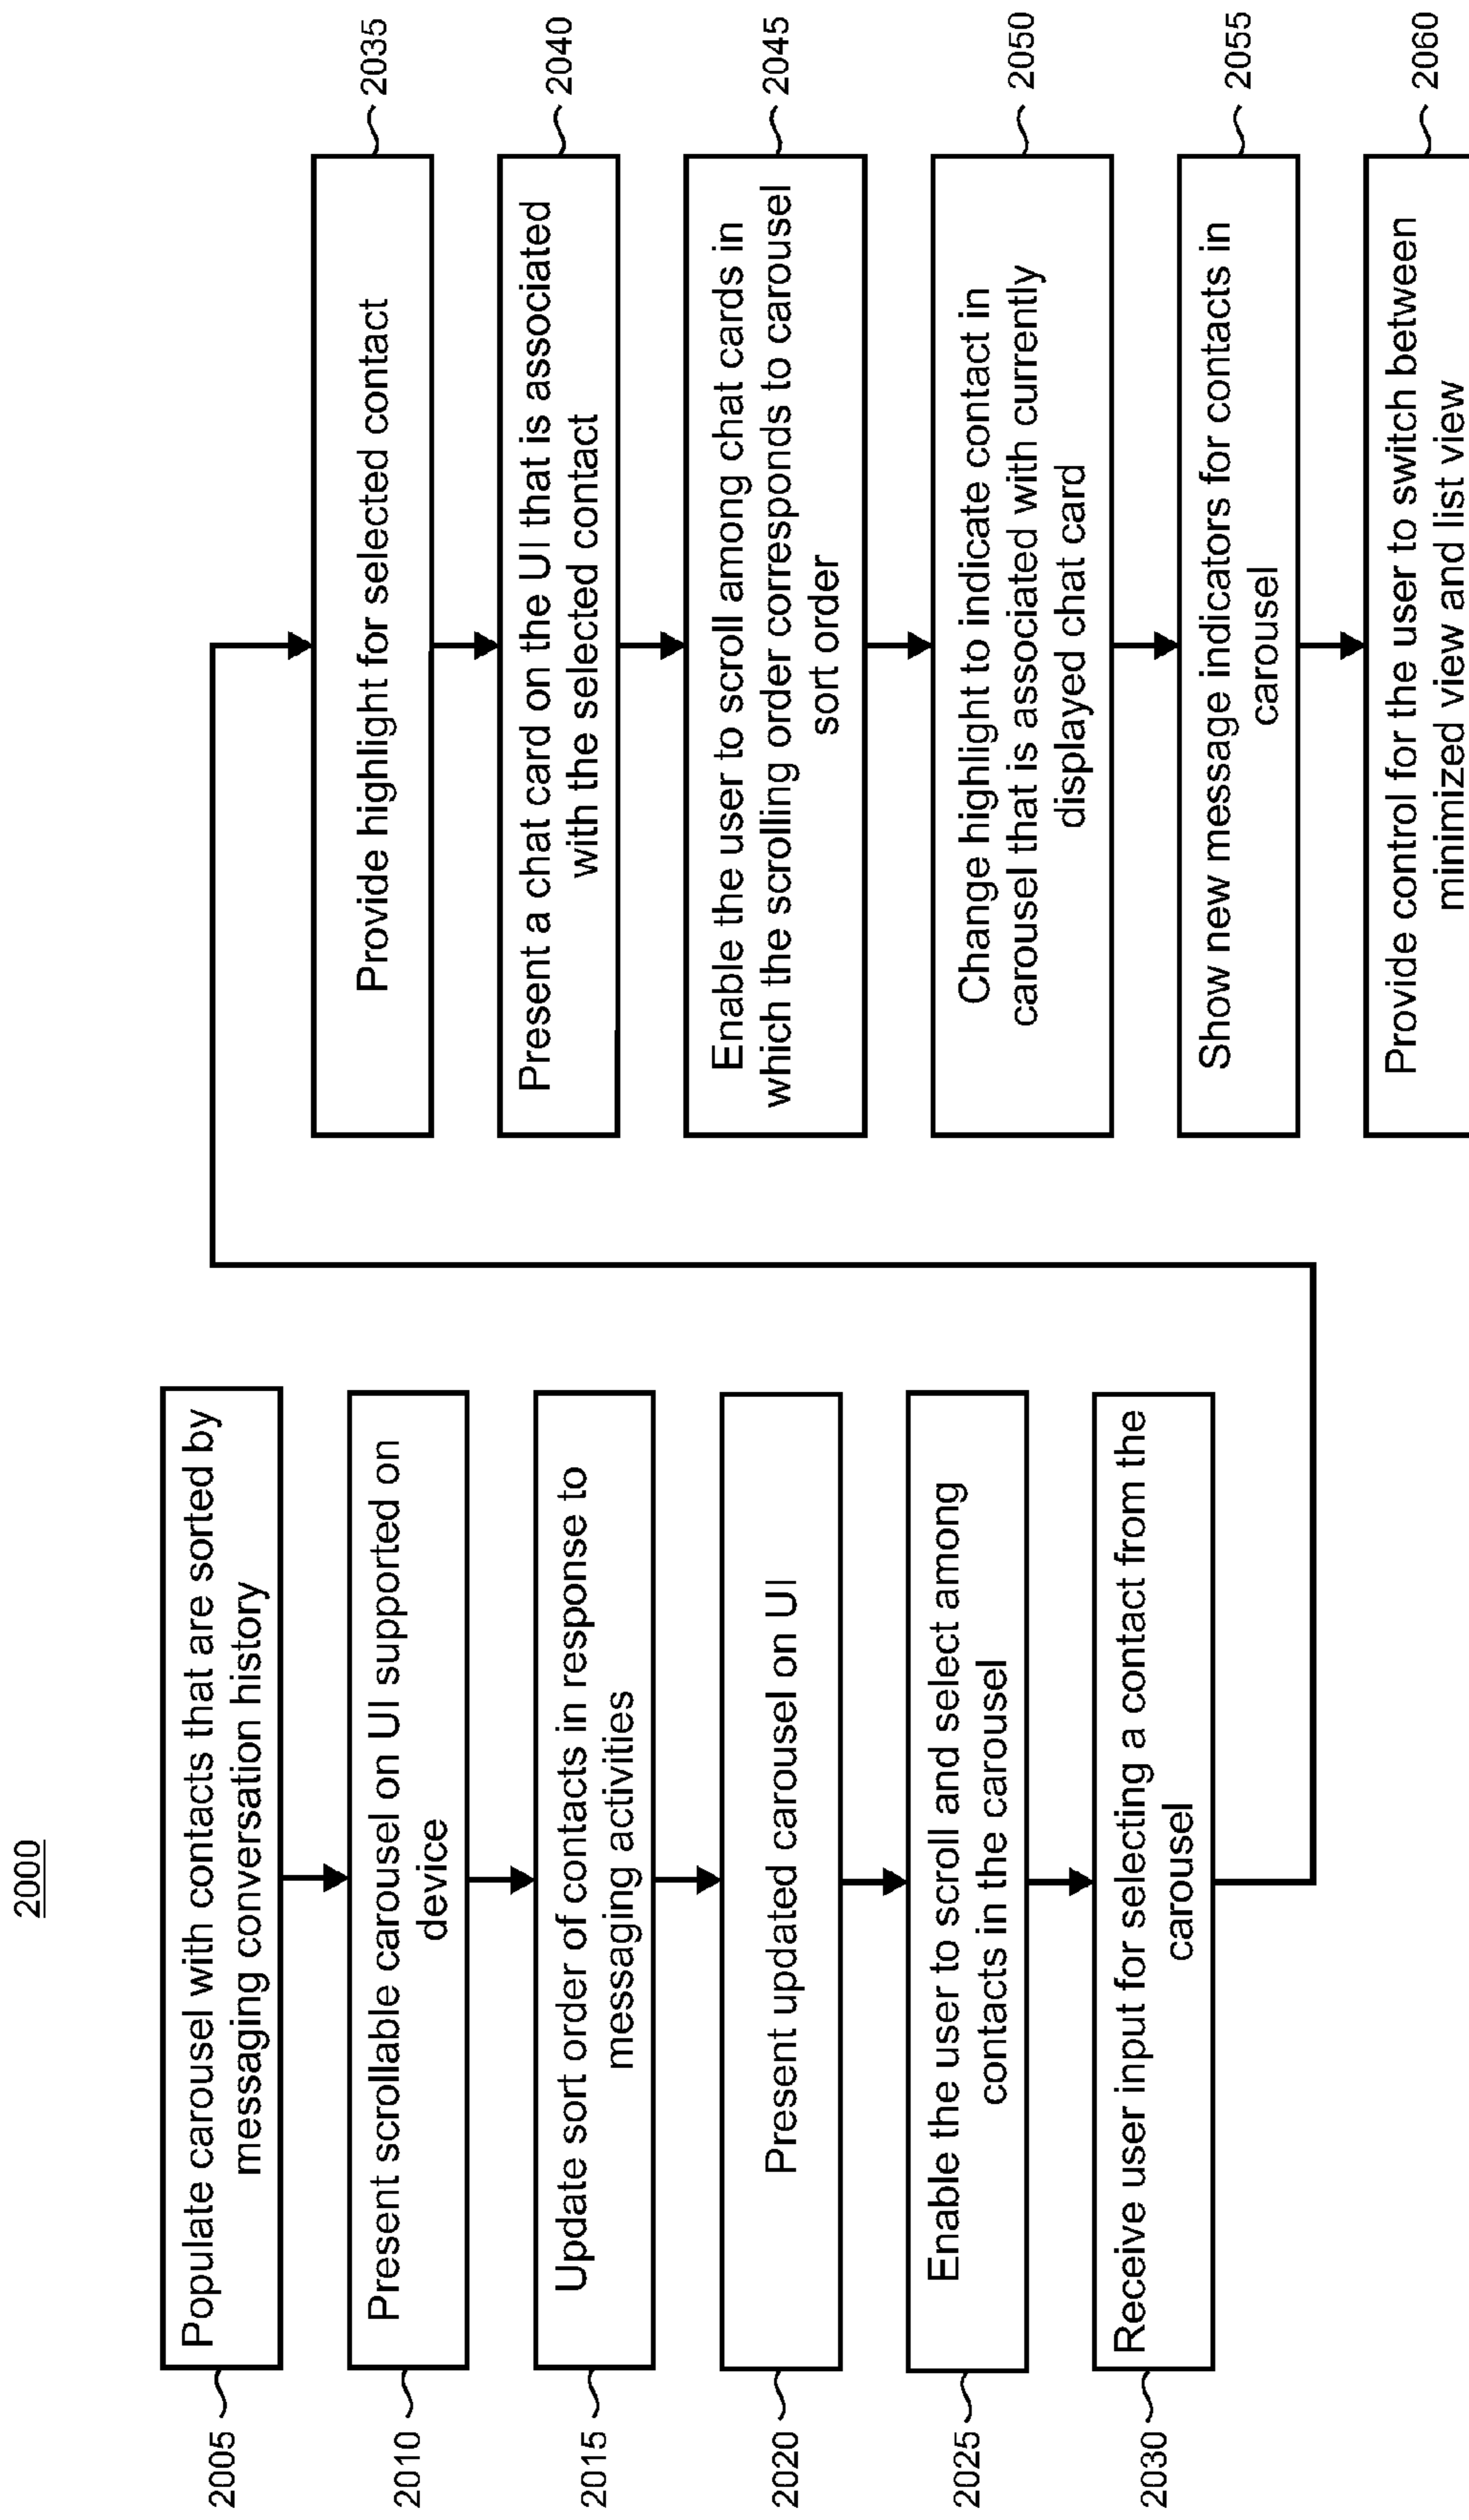 2000
2005
Populate carousel with contacts that are sorted by
messaging conversation history
2010
Present scrollable carousel on UI supported on
device
2015
Update sort order of contacts in response to
messaging activities
2020
Present updated carousel on UI
2025
Enable the user to scroll and select among
contacts in the carousel
2030
Receive user input for selecting a contact from the
carousel
Provide highlight for selected contact
2035
Present a chat card on the UI that is associated
with the selected contact
2040
Enable the user to scroll among chat cards in
which the scrolling order corresponds to carousel
sort order
2045
Change highlight to indicate contact in
carousel that is associated with currently
displayed chat card
2050
Show new message indicators for contacts in
carousel
2055
Provide control for the user to switch between
minimized view and list view
2060